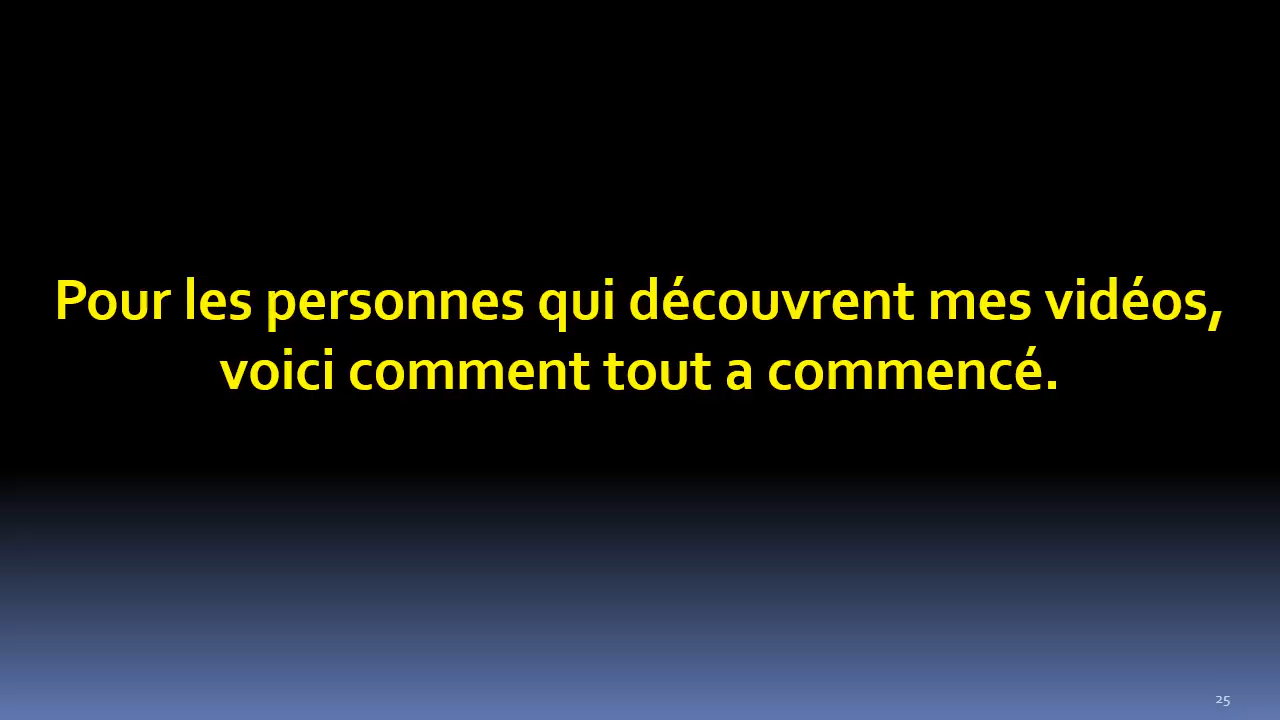 Pour les personnes qui découvrent mes vidéos,
voici comment tout a commencé.
25